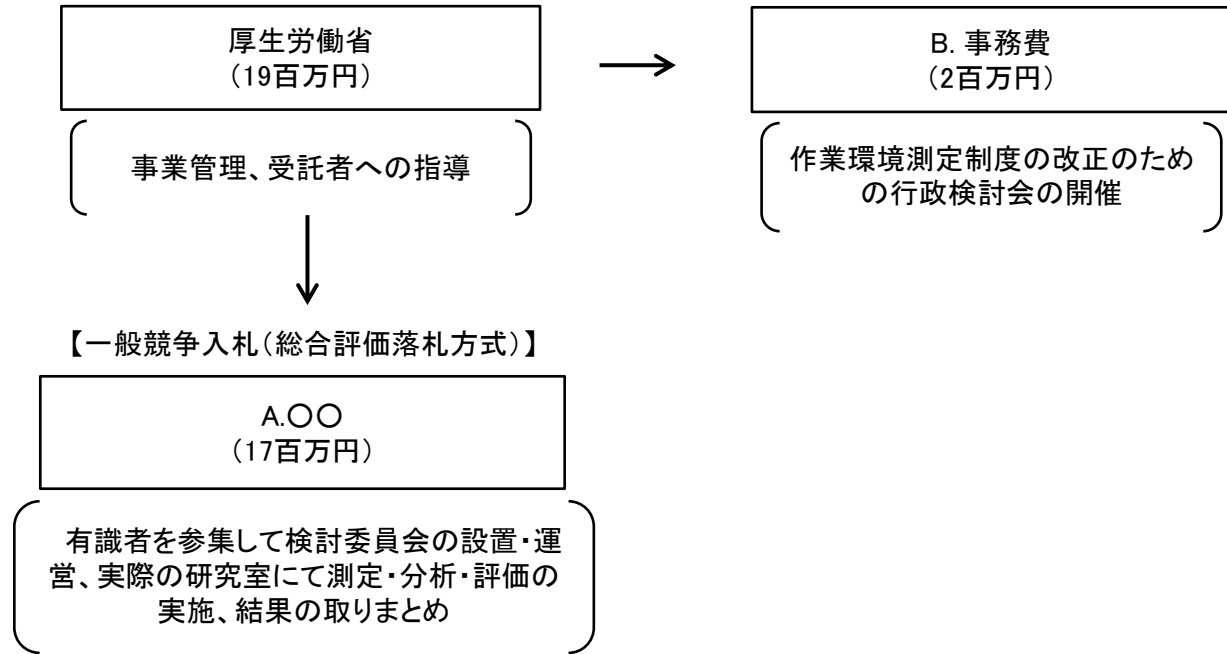 厚生労働省
（19百万円）
事業管理、受託者への指導
B. 事務費
（2百万円）
作業環境測定制度の改正のため
の行政検討会の開催
【一般競争入札（総合評価落札方式）】
A.〇〇
（17百万円）
有識者を参集して検討委員会の設置・運
営、実際の研究室にて測定・分析・評価の
実施、結果の取りまとめ